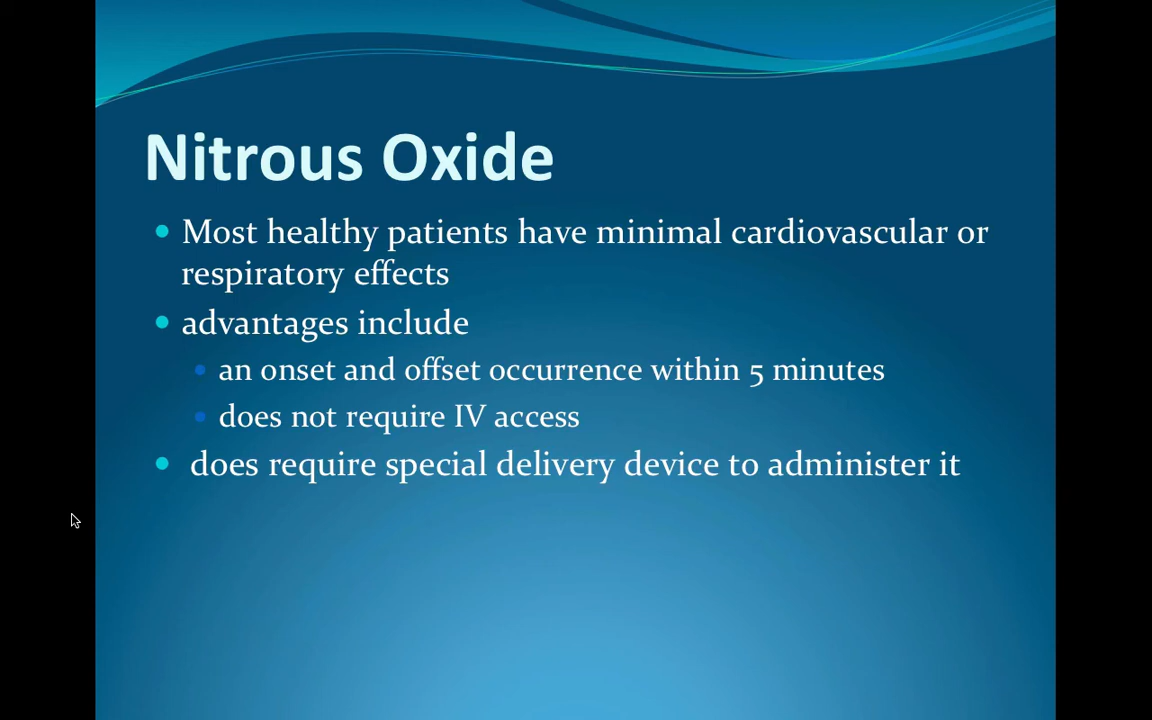 Nitrous Oxide
Most healthy patients have minimal cardiovascular or
respiratory effects
advantages include
an onset and offset occurrence within 5 minutes
does not require IV access
does require special delivery device to administer it